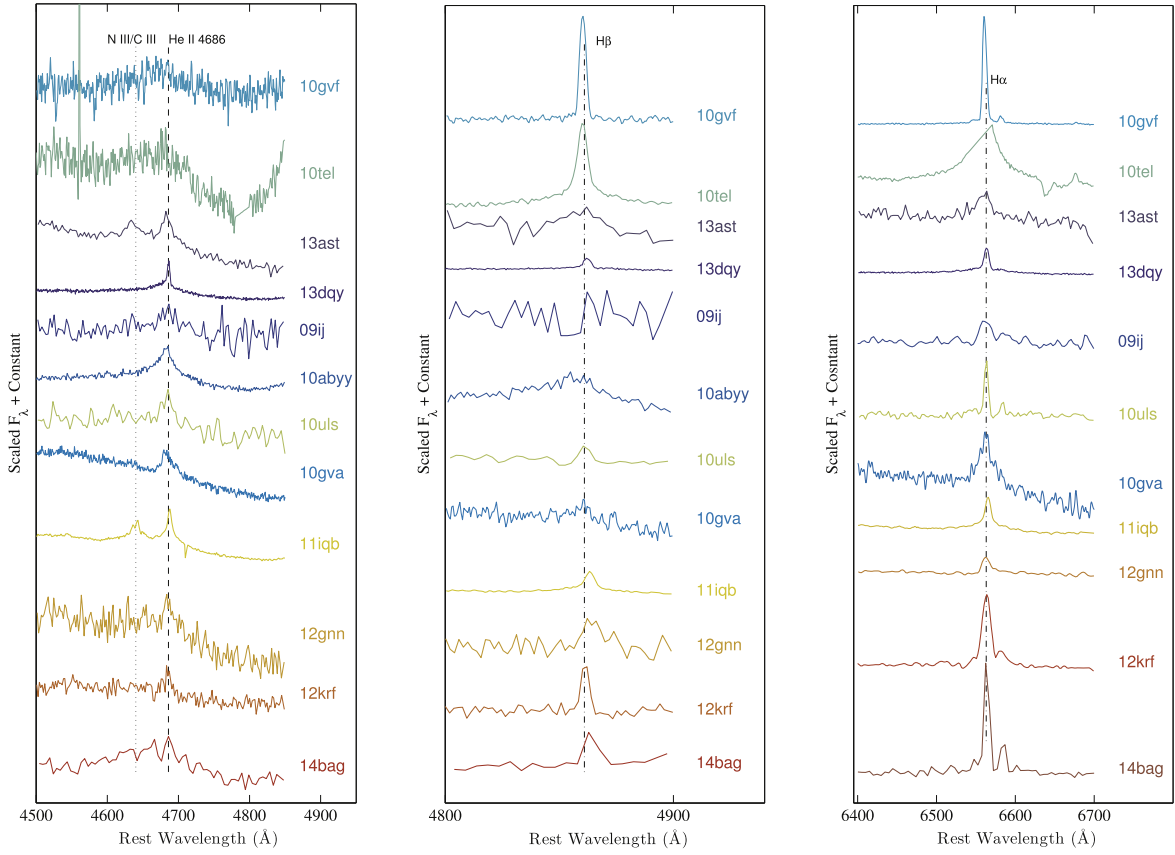 Scaled F_λ + Constant
N III/C III
He II 4686
10gvf
10tel
13ast
13dqy
09ij
10abyy
10uls
10gva
11iqb
12gnn
12krf
14bag
4500 4600 4700 4800 4900
Rest Wavelength (Å)
Scaled F_λ + Constant
Hβ
10gvf
10tel
13ast
13dqy
09ij
10abyy
10uls
10gva
11iqb
12gnn
12krf
14bag
4800 4900
Rest Wavelength (Å)
Scaled F_λ + Cosntant
Hα
10gvf
10tel
13ast
13dqy
09ij
10uls
10gva
11iqb
12gnn
12krf
14bag
6400 6500 6600 6700
Rest Wavelength (Å)